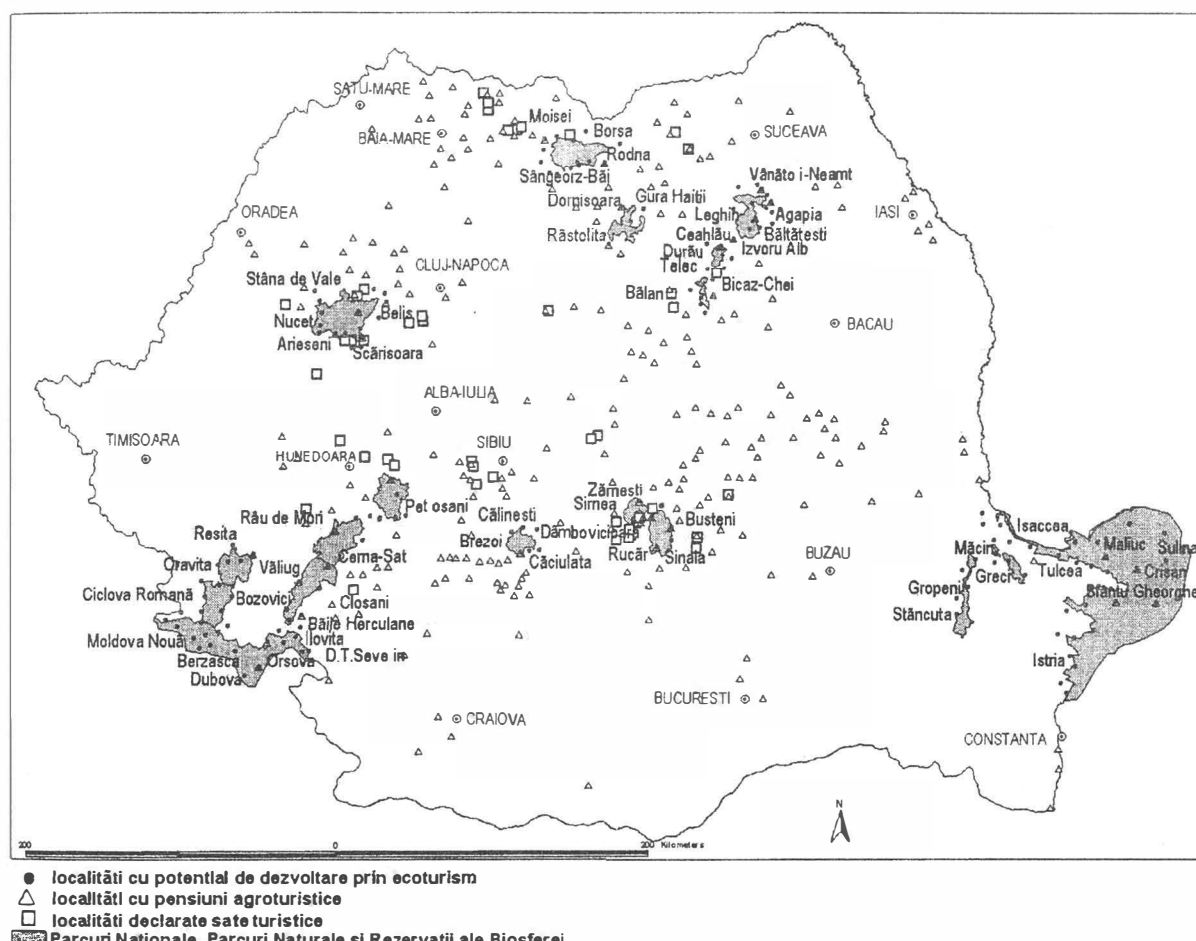 SATU-MARE
Moisei
Borsa
BAIA-MARE
SUCEAVA
Rodna
Sângeorz-Băi
Vânăto i-Neamt
Dornisoara
Gura Haitii
ORADEA
Leghin
Agapia
IASI
Răstolita
Ceahlău
Băltătesti
Durău
Izvoru Alb
CLUJ-NAPOCA
Telec
Stâna de Vale
Bicaz-Chei
Bălan
Belis
Nucet
BACAU
Arieseni
Scărisoara
ALBA-IULIA
TIMISOARA
SIBIU
HUNEDOARA
Zărnesti
Pet osani
Sirnea
Călinesti
Busteni
Râu de Mori
Dâmbovicioara
Isaccea
Resita
Brezoi
Rucăr
Măcin
Maliuc
Sulina
Cerna-Sat
Sinaia
BUZAU
Oravita
Văliug
Căciulata
Greci
Tulcea
Crisan
Ciclova Română
Bozovici
Closani
Gropeni
Sfântu Gheorghe
Băile Herculane
Stăncuta
Moldova Nouă
Ilovita
Berzasca
Orsova
D.T.Seve in
Istria
Dubova
BUCURESTI
CRAIOVA
CONSTANTA
N
200
0
200
Kilometers
localităti cu potential de dezvoltare prin ecoturism
localităti cu pensiuni agroturistice
localităti declarate sate turistice
Parcuri Nationale, Parcuri Naturale si Rezervatii ale Biosferei